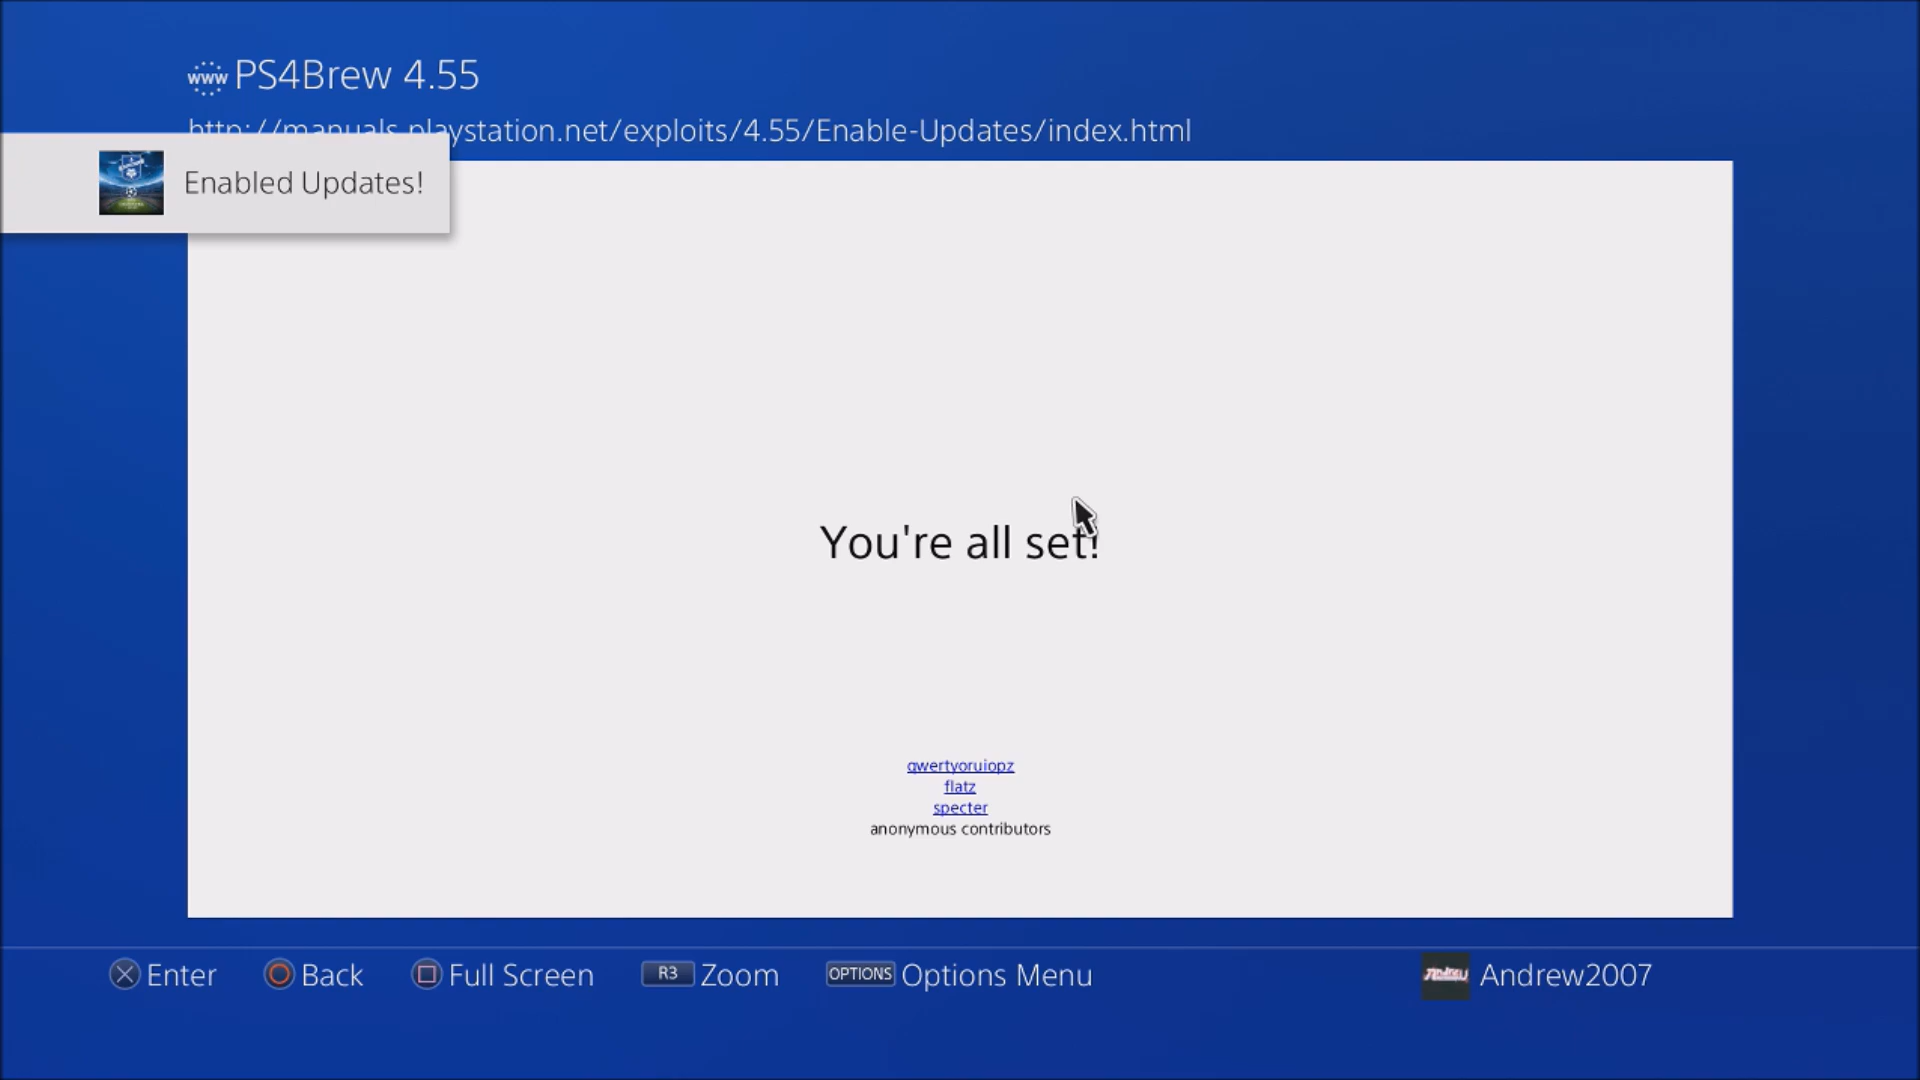 www PS4Brew 4.55
http://manuals.playstation.net/exploits/4.55/Enable-Updates/index.html
Enabled Updates!
You're all set!
qwertyoruiopz
flatz
specter
anonymous contributors
Enter Back Full Screen R3 Zoom OPTIONS Options Menu Andrew2007